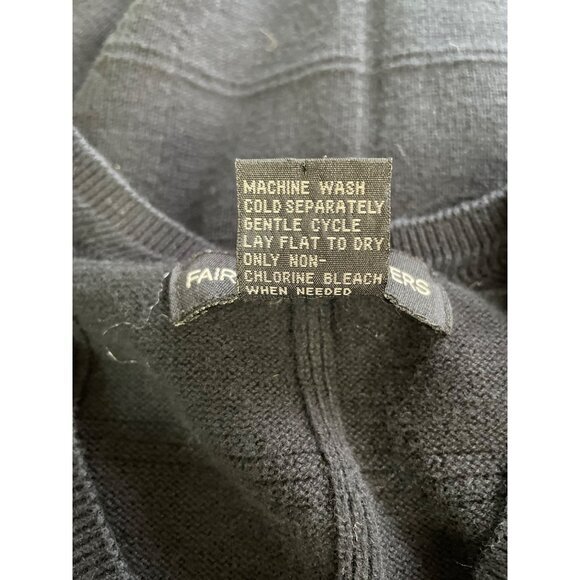 MACHINE WASH
COLD SEPARATELY
GENTLE CYCLE
LAY FLAT TO DRY
ONLY NON-
CHLORINE BLEACH
WHEN NEEDED
FAIR ERS